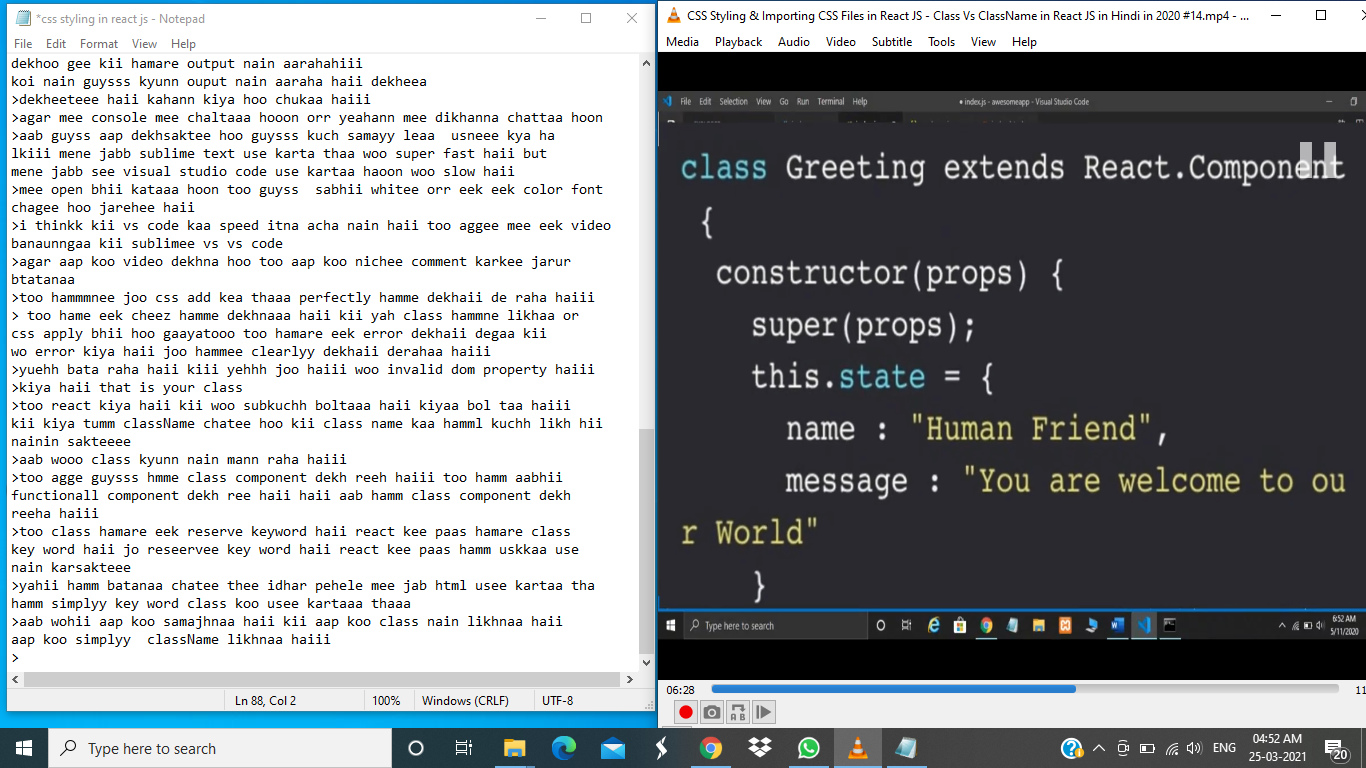 *css styling in react js - Notepad
File Edit Format View Help
dekhoo gee kii hamare output nain aarahahiii
koi nain guysss kyunn ouput nain aaraha haii dekheea
>dekheeteee haii kahann kiya hoo chukaa haiii
>agar mee console mee chaltaaa hooon orr yeahann mee dikhanna chattaa hoon
>aab guyss aap dekhsaktee hoo guysss kuch samayy leaa  usneee kya ha
lkiii mene jabb sublime text use karta thaa woo super fast haii but
mene jabb see visual studio code use kartaa haoon woo slow haii
>mee open bhii kataaa hoon too guyss  sabhii whitee orr eek eek color font
chagee hoo jarehee haii
>i thinkk kii vs code kaa speed itna acha nain haii too aggee mee eek video
banaunngaa kii sublimee vs vs code
>agar aap koo video dekhna hoo too aap koo nichee comment karkee jarur
btatanaa
>too hammmnee joo css add kea thaaa perfectly hamme dekhaii de raha haiii
> too hame eek cheez hamme dekhnaaa haii kii yah class hammne likhaa or
css apply bhii hoo gaayatooo too hamare eek error dekhaii degaa kii
wo error kiya haii joo hammee clearlyy dekhaii derahaa haiii
>yuehh bata raha haii kiii yehhh joo haiii woo invalid dom property haiii
>kiya haii that is your class
>too react kiya haii kii woo subkuchh boltaaa haii kiyaa bol taa haiii
kii kiya tumm className chatee hoo kii class name kaa hamml kuchh likh hii
nainin sakteeee
>aab wooo class kyunn nain mann raha haiii
>too agge guysss hmme class component dekh reeh haiii too hamm aabhii
functionall component dekh ree haii haii aab hamm class component dekh
reeha haiii
>too class hamare eek reserve keyword haii react kee paas hamare class
key word haii jo reseervee key word haii react kee paas hamm uskkaa use
nain karsakteee
>yahii hamm batanaa chatee thee idhar pehele mee jab html usee kartaa tha
hamm simplyy key word class koo usee kartaaa thaaa
>aab wohii aap koo samajhnaa haii kii aap koo class nain likhnaa haii
aap koo simplyy  className likhnaa haiii
>
Ln 88, Col 2 100% Windows (CRLF) UTF-8
CSS Styling & Importing CSS Files in React JS - Class Vs ClassName in React JS in Hindi in 2020 #14.mp4 - ...
Media Playback Audio Video Subtitle Tools View Help
File Edit Selection View Go Run Terminal Help ● index.js - awesomeapp - Visual Studio Code
class Greeting extends React.Component
{
constructor(props) {
super(props);
this.state = {
name : "Human Friend",
message : "You are welcome to ou
r World"
}
Type here to search
6:52 AM
5/11/2020
06:28
11
A B
Type here to search
ENG
04:52 AM
25-03-2021
20